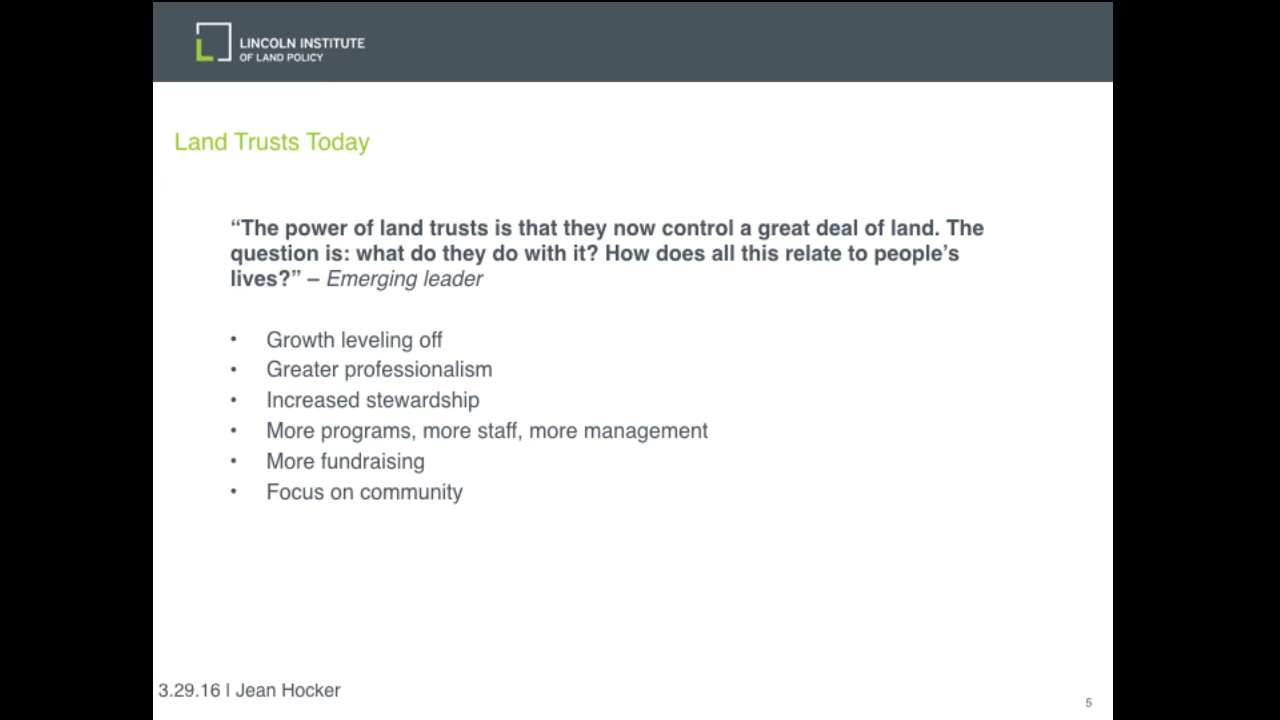 LINCOLN INSTITUTE
OF LAND POLICY
Land Trusts Today
“The power of land trusts is that they now control a great deal of land. The
question is: what do they do with it? How does all this relate to people’s
lives?” – Emerging leader
• Growth leveling off
• Greater professionalism
• Increased stewardship
• More programs, more staff, more management
• More fundraising
• Focus on community
3.29.16 | Jean Hocker
5